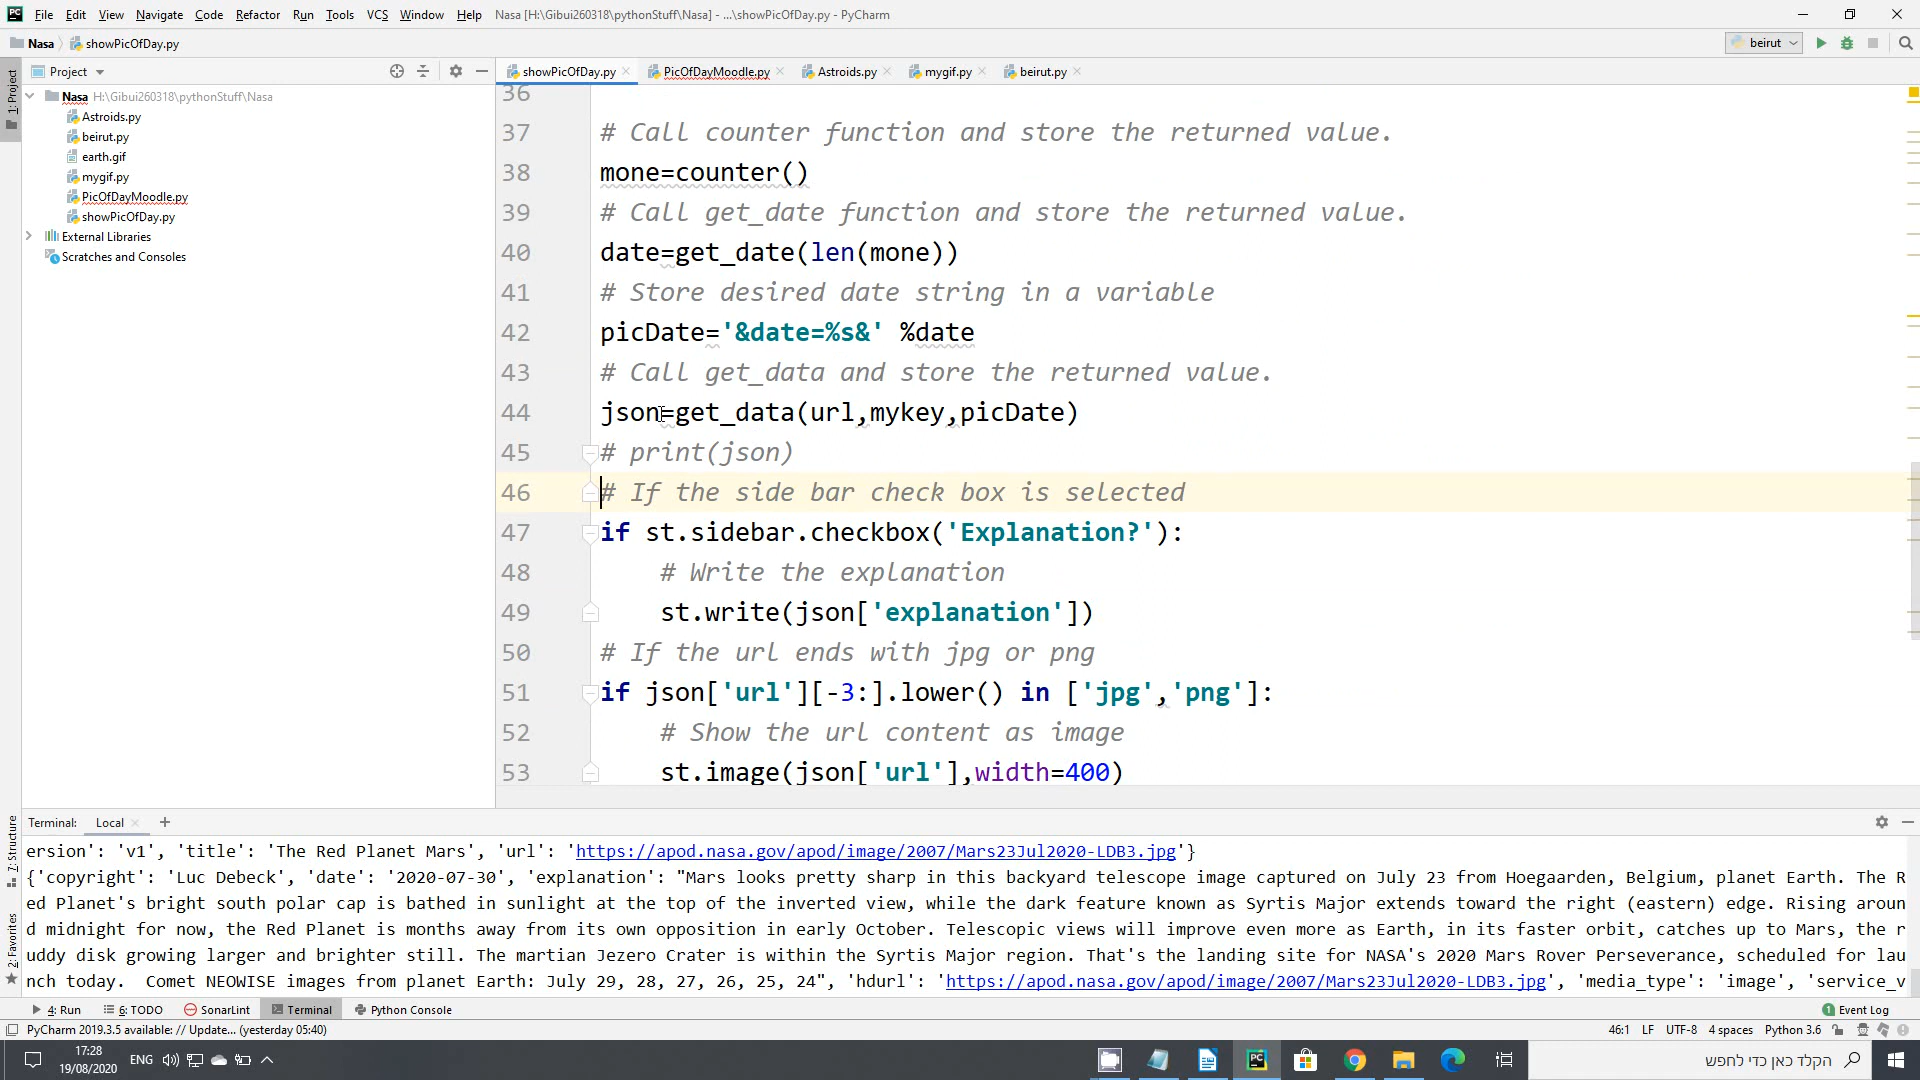 File Edit View Navigate Code Refactor Run Tools VCS Window Help Nasa [H:\Gibui260318\pythonStuff\Nasa] - ...\showPicOfDay.py - PyCharm
Nasa showPicOfDay.py beirut
Project showPicOfDay.py PicOfDayMoodle.py Astroids.py mygif.py beirut.py
1: Project
Nasa H:\Gibui260318\pythonStuff\Nasa
Astroids.py
beirut.py
earth.gif
mygif.py
PicOfDayMoodle.py
showPicOfDay.py
External Libraries
Scratches and Consoles
36
37 # Call counter function and store the returned value.
38 mone=counter()
39 # Call get_date function and store the returned value.
40 date=get_date(len(mone))
41 # Store desired date string in a variable
42 picDate='&date=%s&' %date
43 # Call get_data and store the returned value.
44 json=get_data(url,mykey,picDate)
45 # print(json)
46 # If the side bar check box is selected
47 if st.sidebar.checkbox('Explanation?'):
48 # Write the explanation
49 st.write(json['explanation'])
50 # If the url ends with jpg or png
51 if json['url'][-3:].lower() in ['jpg','png']:
52 # Show the url content as image
53 st.image(json['url'],width=400)
Terminal: Local +
7: Structure
2: Favorites
ersion': 'v1', 'title': 'The Red Planet Mars', 'url': 'https://apod.nasa.gov/apod/image/2007/Mars23Jul2020-LDB3.jpg'}
{'copyright': 'Luc Debeck', 'date': '2020-07-30', 'explanation': "Mars looks pretty sharp in this backyard telescope image captured on July 23 from Hoegaarden, Belgium, planet Earth. The R
ed Planet's bright south polar cap is bathed in sunlight at the top of the inverted view, while the dark feature known as Syrtis Major extends toward the right (eastern) edge. Rising aroun
d midnight for now, the Red Planet is months away from its own opposition in early October. Telescopic views will improve even more as Earth, in its faster orbit, catches up to Mars, the r
uddy disk growing larger and brighter still. The martian Jezero Crater is within the Syrtis Major region. That's the landing site for NASA's 2020 Mars Rover Perseverance, scheduled for lau
nch today.  Comet NEOWISE images from planet Earth: July 29, 28, 27, 26, 25, 24", 'hdurl': 'https://apod.nasa.gov/apod/image/2007/Mars23Jul2020-LDB3.jpg', 'media_type': 'image', 'service_v
4: Run 6: TODO SonarLint Terminal Python Console 1 Event Log
PyCharm 2019.3.5 available: // Update... (yesterday 05:40) 46:1 LF UTF-8 4 spaces Python 3.6
17:28 ENG הקלד כאן כדי לחפש
19/08/2020